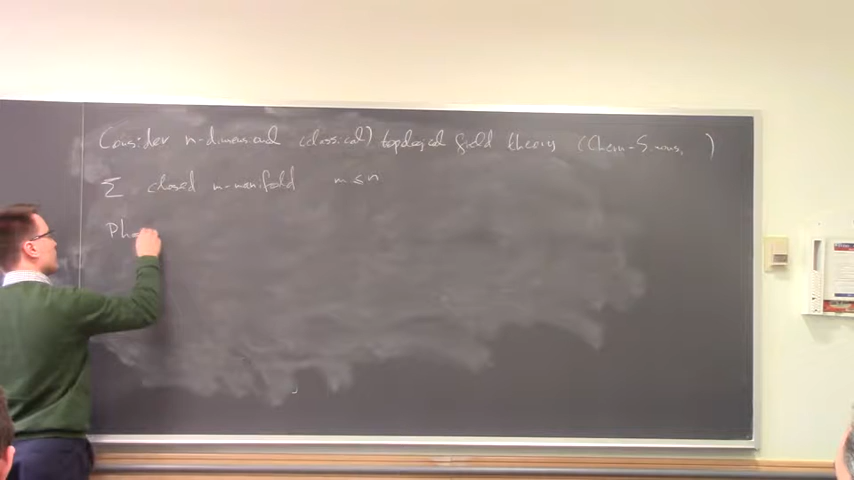 Consider n-dimensional (classical) topological field theory (Chern-Simons, )
Σ closed m-manifold m ≤ n
Pha